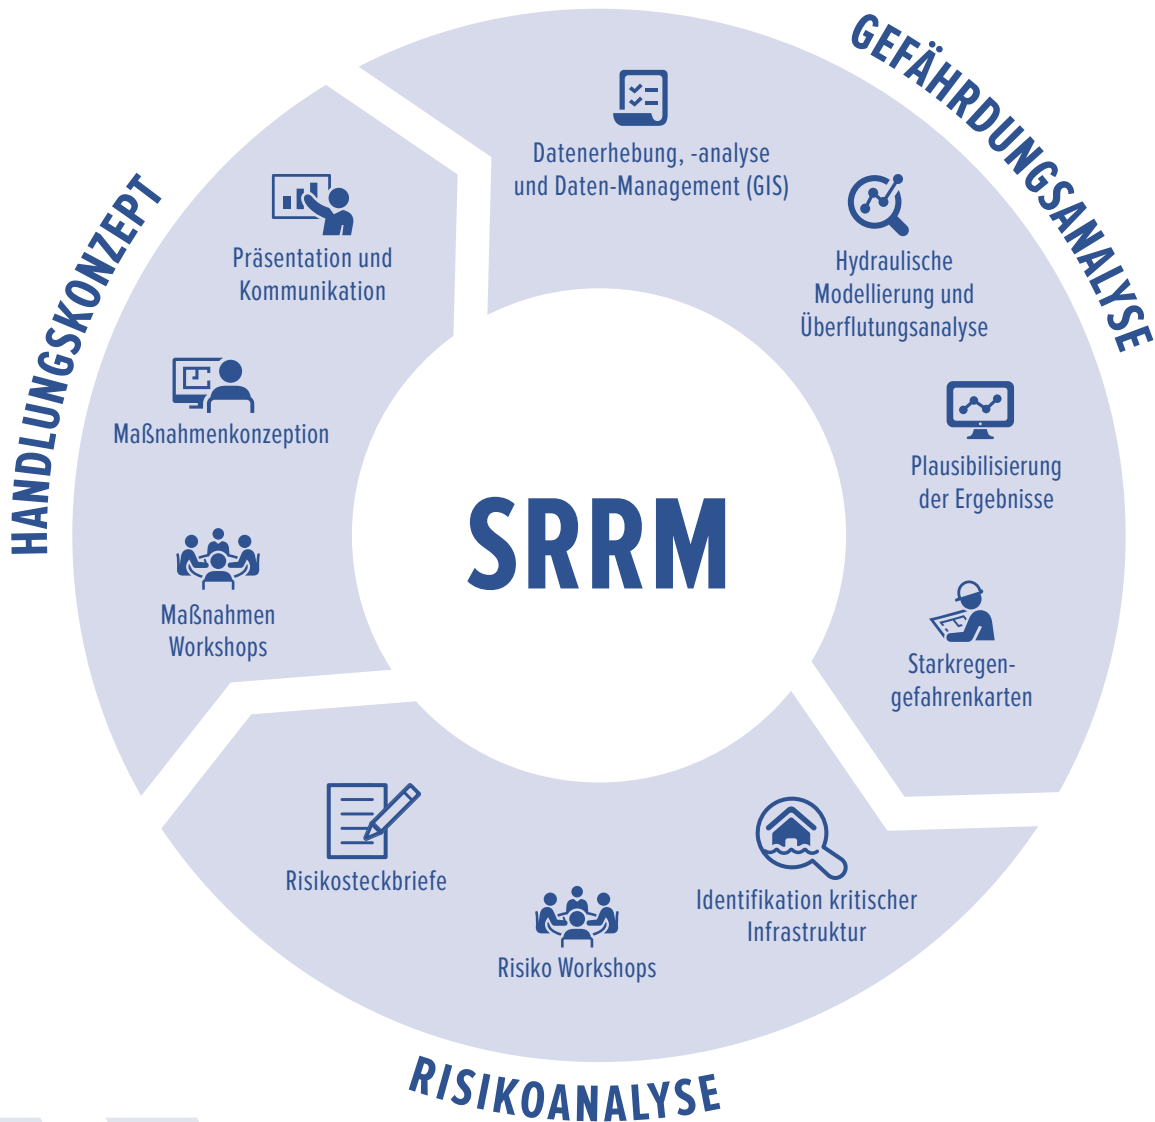 GEFÄHRDUNGSANALYSE
Datenerhebung, -analyse
und Daten-Management (GIS)
Hydraulische
Modellierung und
Überflutungsanalyse
Plausibilisierung
der Ergebnisse
Starkregen-
gefahrenkarten
RISIKOANALYSE
Identifikation kritischer
Infrastruktur
Risiko Workshops
Risikosteckbriefe
HANDLUNGSKONZEPT
Maßnahmen
Workshops
Maßnahmenkonzeption
Präsentation und
Kommunikation
SRRM